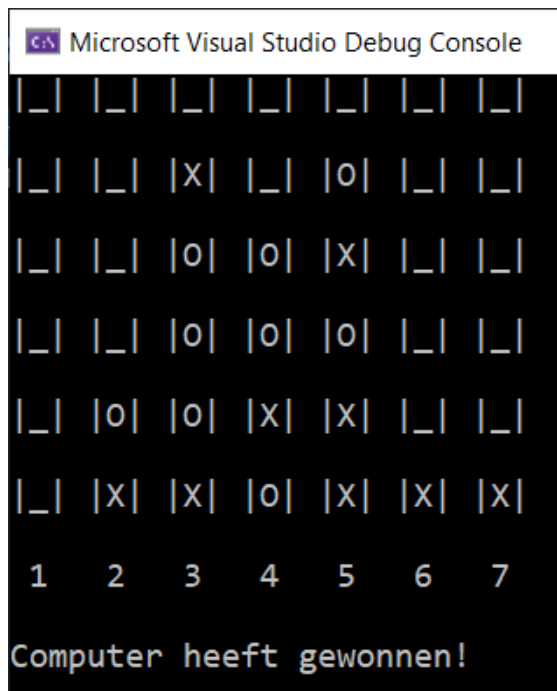 Microsoft Visual Studio Debug Console
|_| |_| |_| |_| |_| |_| |_|
|_| |_| |X| |_| |O| |_| |_|
|_| |_| |O| |O| |X| |_| |_|
|_| |_| |O| |O| |O| |_| |_|
|_| |O| |O| |X| |X| |_| |_|
|_| |X| |X| |O| |X| |X| |X|
1 2 3 4 5 6 7
Computer heeft gewonnen!